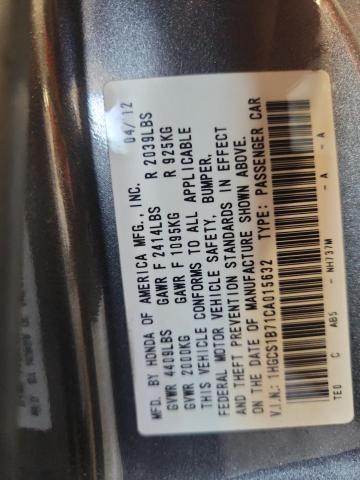 MFD. BY HONDA OF AMERICA MFG., INC. 04/12
GVWR 4409LBS GAWR F 2414LBS R 2039LBS
GVWR 2000KG GAWR F 1095KG R 925KG
THIS VEHICLE CONFORMS TO ALL APPLICABLE
FEDERAL MOTOR VEHICLE SAFETY, BUMPER,
AND THEFT PREVENTION STANDARDS IN EFFECT
ON THE DATE OF MANUFACTURE SHOWN ABOVE.
V.I.N.: 1HGCS1B71CA015632 TYPE: PASSENGER CAR
TE0 C AB5 - NH737M - A - A